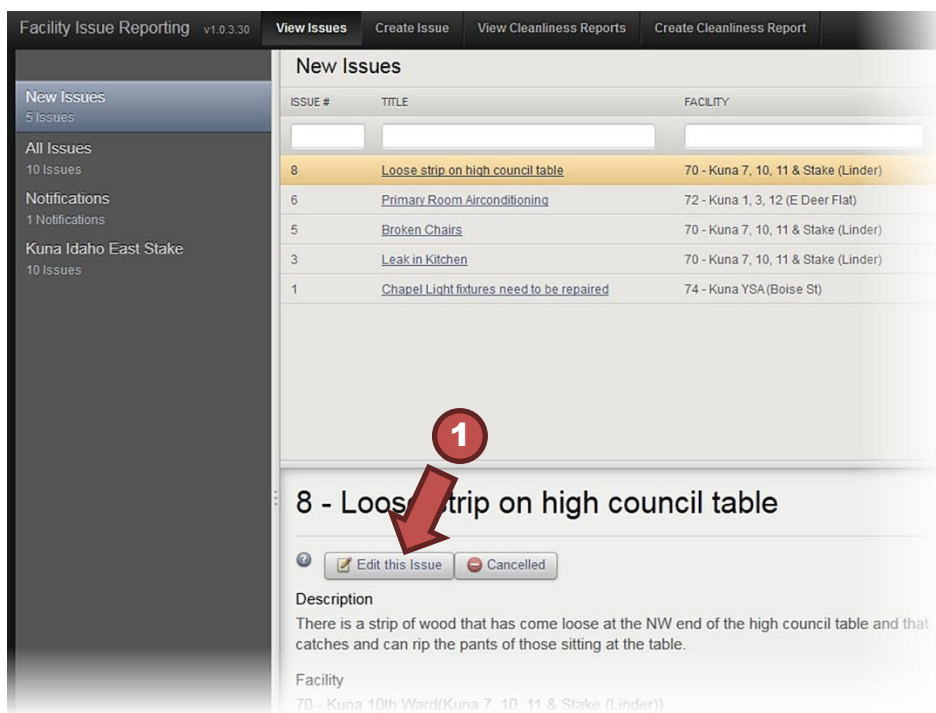 Facility Issue Reporting v1.0.3.30 View Issues Create Issue View Cleanliness Reports Create Cleanliness Report
New Issues
5 Issues
All Issues
10 Issues
Notifications
1 Notifications
Kuna Idaho East Stake
10 Issues
New Issues
ISSUE # TITLE FACILITY
8 Loose strip on high council table 70 - Kuna 7, 10, 11 & Stake (Linder)
6 Primary Room Airconditioning 72 - Kuna 1, 3, 12 (E Deer Flat)
5 Broken Chairs 70 - Kuna 7, 10, 11 & Stake (Linder)
3 Leak in Kitchen 70 - Kuna 7, 10, 11 & Stake (Linder)
1 Chapel Light fixtures need to be repaired 74 - Kuna YSA (Boise St)
1
8 - Loose strip on high council table
Edit this Issue Cancelled
Description
There is a strip of wood that has come loose at the NW end of the high council table and that
catches and can rip the pants of those sitting at the table.
Facility
70 - Kuna 10th Ward(Kuna 7, 10, 11 & Stake (Linder))